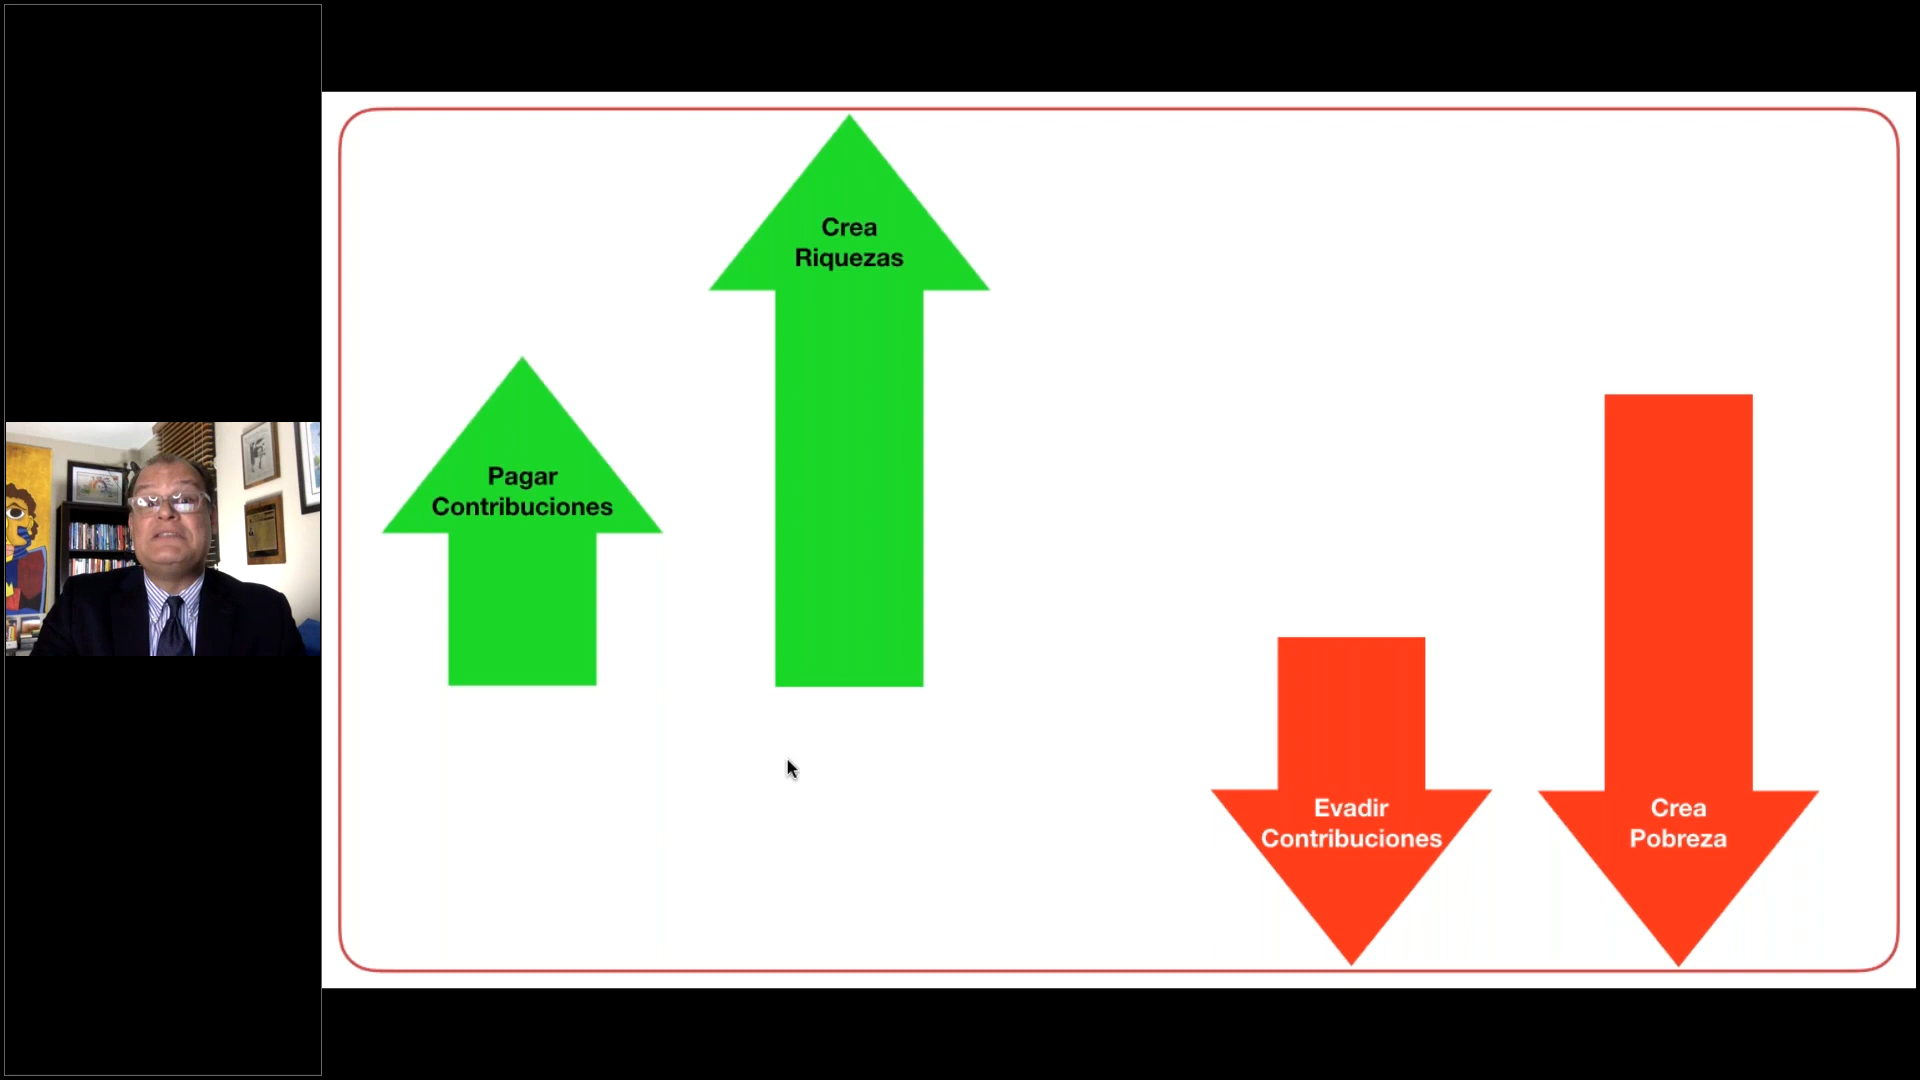 Crea
Riquezas
Pagar
Contribuciones
Evadir
Contribuciones
Crea
Pobreza